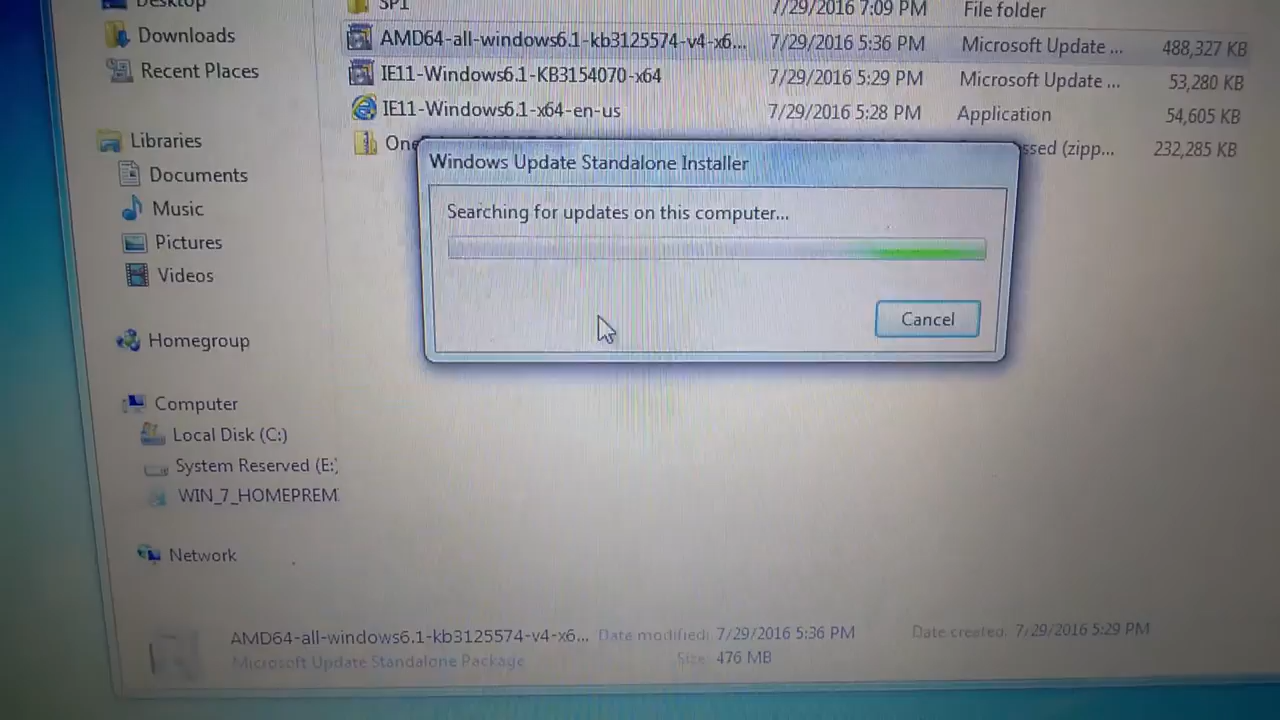 Desktop
SP1 7/29/2016 7:09 PM File folder
Downloads
AMD64-all-windows6.1-kb3125574-v4-x6... 7/29/2016 5:36 PM Microsoft Update ... 488,327 KB
Recent Places
IE11-Windows6.1-KB3154070-x64 7/29/2016 5:29 PM Microsoft Update ... 53,280 KB
IE11-Windows6.1-x64-en-us 7/29/2016 5:28 PM Application 54,605 KB
One ssed (zipp... 232,285 KB
Libraries
Documents
Music
Pictures
Videos
Windows Update Standalone Installer
Searching for updates on this computer...
Cancel
Homegroup
Computer
Local Disk (C:)
System Reserved (E:)
WIN_7_HOMEPREM
Network
AMD64-all-windows6.1-kb3125574-v4-x6... Date modified: 7/29/2016 5:36 PM Date created: 7/29/2016 5:29 PM
Microsoft Update Standalone Package Size: 476 MB